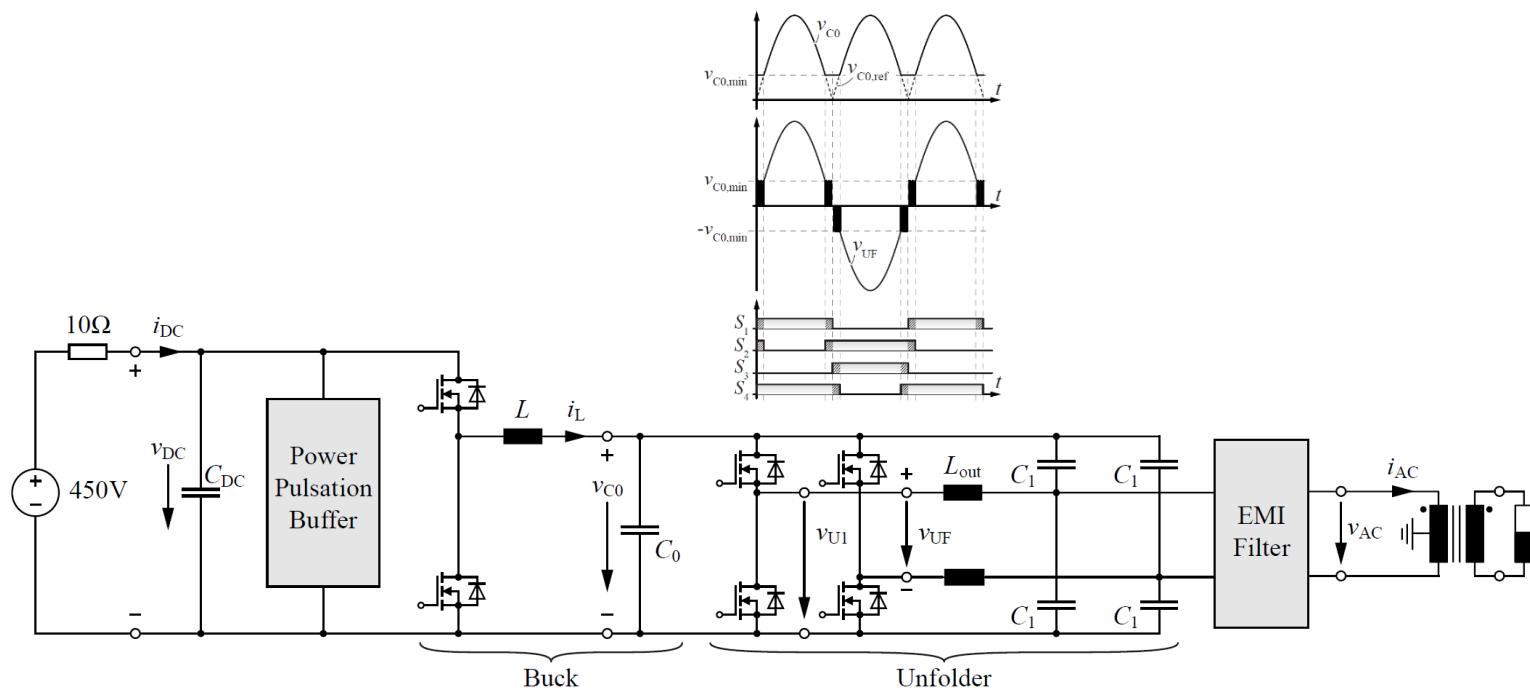 v_C0
v_C0,min
v_C0,ref
t
v_C0,min
t
-v_C0,min
v_UF
S_1
S_2
S_3
S_4
t
10Ω
i_DC
+
L
i_L
+
v_DC
C_DC
Power
Pulsation
Buffer
450V
+
−
v_C0
C_0
v_U1
+
v_UF
−
L_out
C_1
C_1
C_1
C_1
EMI
Filter
i_AC
v_AC
−
−
Buck
Unfolder